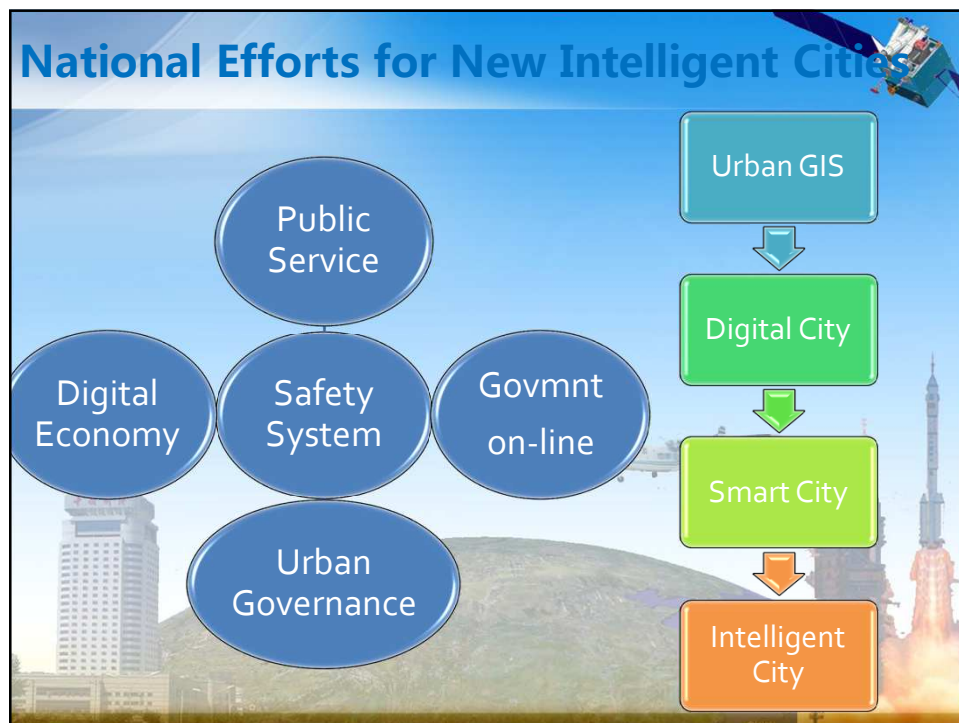 National Efforts for New Intelligent Cities
Public
Service
Digital
Economy
Safety
System
Govmnt
on-line
Urban
Governance
Urban GIS
Digital City
Smart City
Intelligent
City